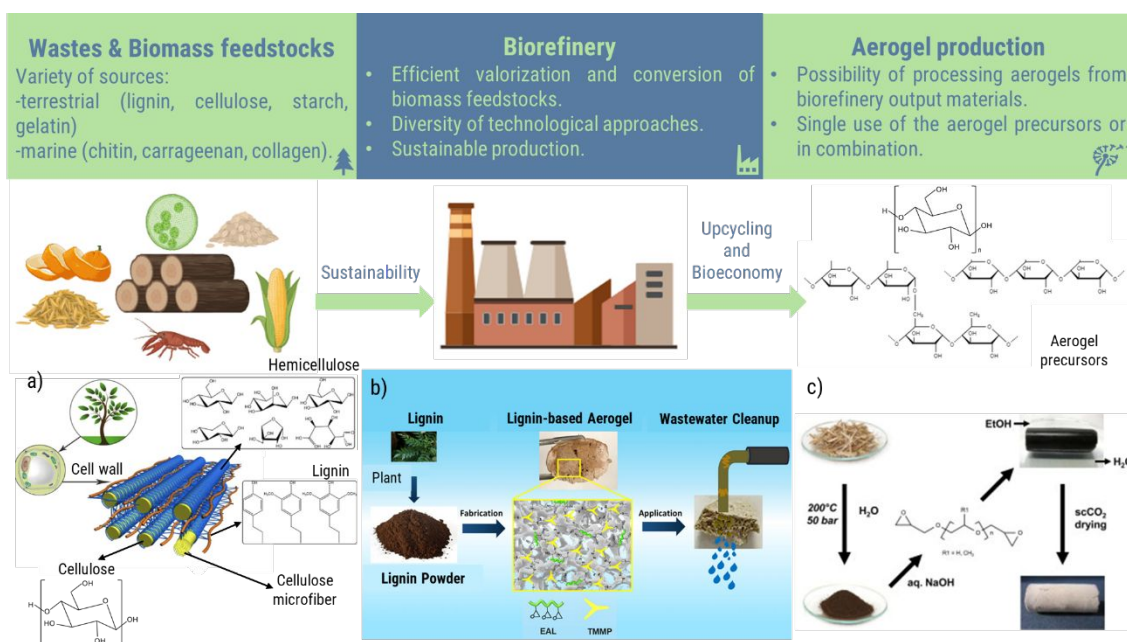 Wastes & Biomass feedstocks
Variety of sources:
-terrestrial (lignin, cellulose, starch,
gelatin)
-marine (chitin, carrageenan, collagen).
Biorefinery
• Efficient valorization and conversion of
biomass feedstocks.
• Diversity of technological approaches.
• Sustainable production.
Aerogel production
• Possibility of processing aerogels from
biorefinery output materials.
• Single use of the aerogel precursors or
in combination.
Sustainability
Upcycling
and
Bioeconomy
Aerogel
precursors
a)
Hemicellulose
Cell wall
Lignin
Cellulose
Cellulose
microfiber
b)
Lignin
Lignin-based Aerogel
Wastewater Cleanup
Plant
Fabrication
Application
Lignin Powder
EAL
TMMP
c)
EtOH
H₂O
200°C
50 bar
H₂O
R1
n
R1 = H, CH₃
aq. NaOH
scCO₂
drying